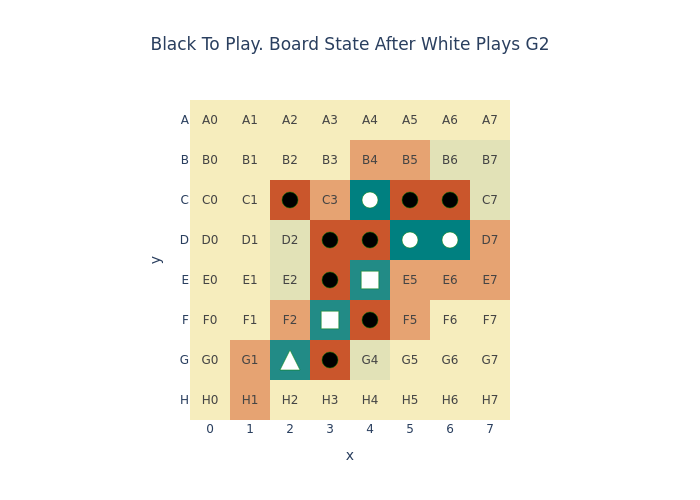 Black To Play. Board State After White Plays G2
A A0 A1 A2 A3 A4 A5 A6 A7
B B0 B1 B2 B3 B4 B5 B6 B7
C C0 C1 C3 C7
D D0 D1 D2 D7
E E0 E1 E2 E5 E6 E7
F F0 F1 F2 F5 F6 F7
G G0 G1 G4 G5 G6 G7
H H0 H1 H2 H3 H4 H5 H6 H7
0 1 2 3 4 5 6 7
x
y